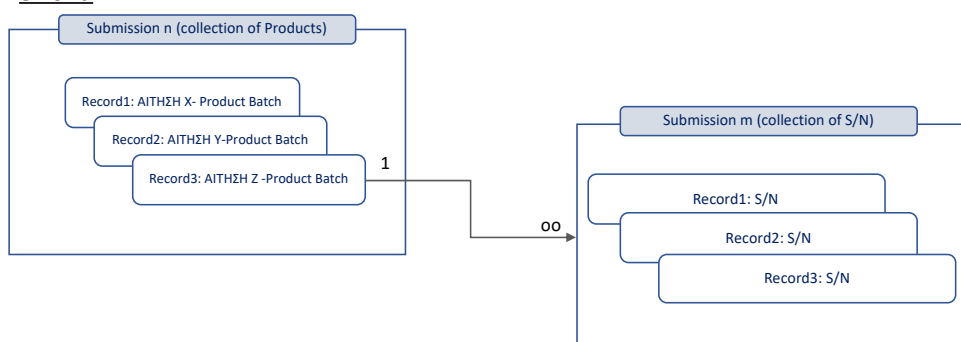 Submission n (collection of Products)
Record1: ΑΙΤΗΣΗ X- Product Batch
Record2: ΑΙΤΗΣΗ Y-Product Batch
Record3: ΑΙΤΗΣΗ Z -Product Batch
1
oo
Submission m (collection of S/N)
Record1: S/N
Record2: S/N
Record3: S/N